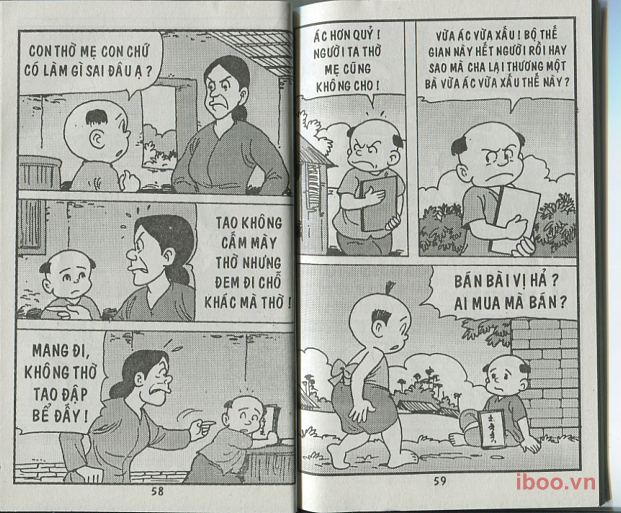 CON THỜ MẸ CON CHỨ
CÓ LÀM GÌ SAI ĐÂU Ạ ?
TAO KHÔNG
CẤM MÀY
THỜ NHƯNG
ĐEM ĐI CHỖ
KHÁC MÀ THỜ !
MANG ĐI,
KHÔNG THỜ
TAO ĐẬP
BỂ ĐẤY !
58
ÁC HƠN QUỶ !
NGƯỜI TA THỜ
MẸ CŨNG
KHÔNG CHO !
VỪA ÁC VỪA XẤU ! BỘ THẾ
GIAN NÀY HẾT NGƯỜI RỒI HAY
SAO MÀ CHA LẠI THƯƠNG MỘT
BÀ VỪA ÁC VỪA XẤU THẾ NÀY ?
BÁN BÀI VỊ HẢ ?
AI MUA MÀ BÁN ?
59
iboo.vn